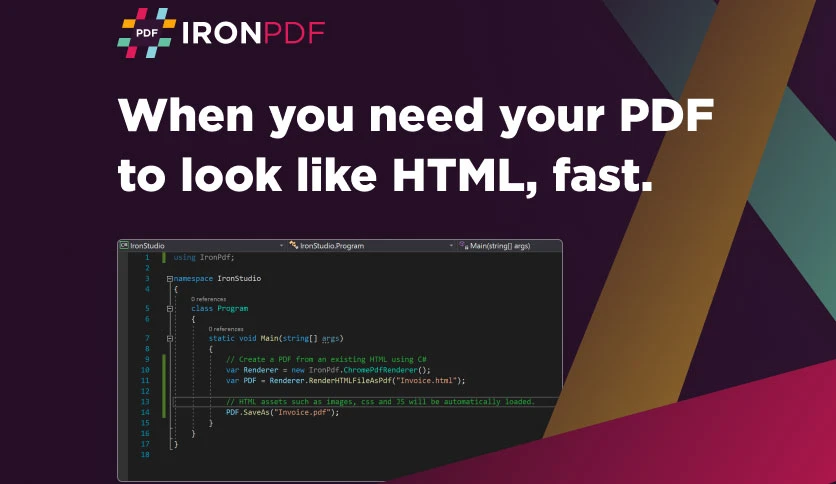 PDF IRONPDF
When you need your PDF
to look like HTML, fast.
IronStudio IronStudio.Program Main(string[] args)
1 using IronPdf;
2
3 namespace IronStudio
4 {
0 references
5 class Program
6 {
0 references
7 static void Main(string[] args)
8 {
9 // Create a PDF from an existing HTML using C#
10 var Renderer = new IronPdf.ChromePdfRenderer();
11 var PDF = Renderer.RenderHTMLFileAsPdf("Invoice.html");
12
13 // HTML assets such as images, css and JS will be automatically loaded.
14 PDF.SaveAs("Invoice.pdf");
15 }
16 }
17 }
18